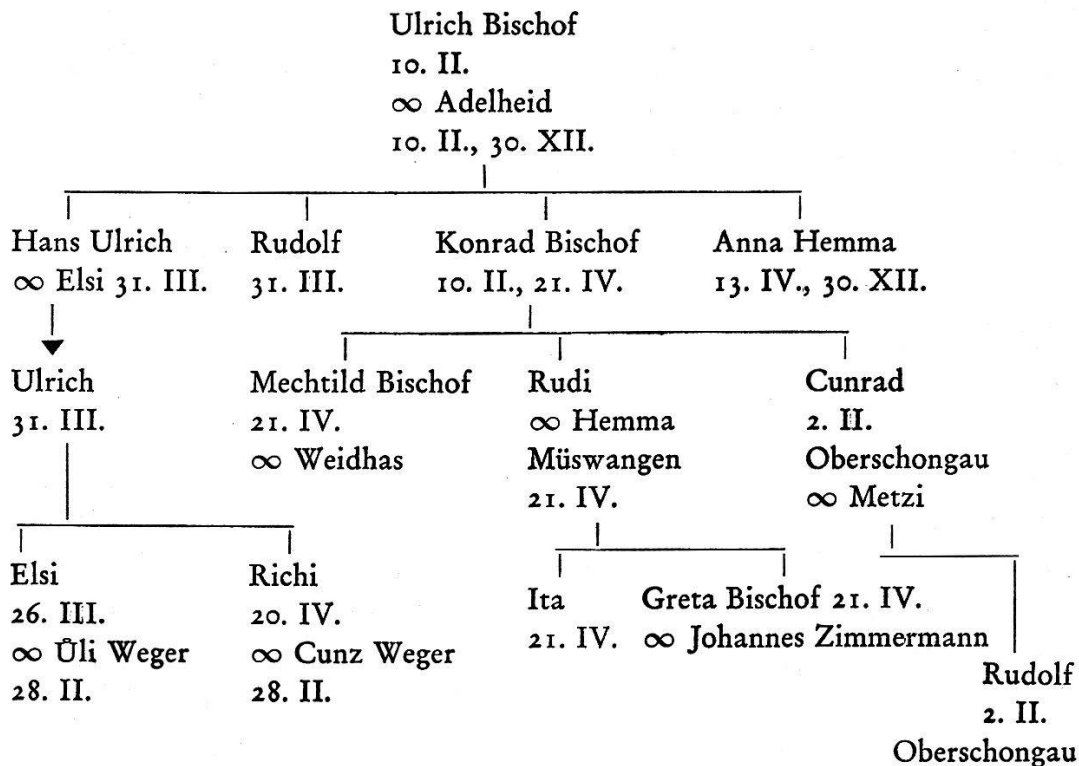 Ulrich Bischof
10. II.
∞ Adelheid
10. II., 30. XII.
Hans Ulrich
∞ Elsi 31. III.
Rudolf
31. III.
Konrad Bischof
10. II., 21. IV.
Anna Hemma
13. IV., 30. XII.
Ulrich
31. III.
Mechtild Bischof
21. IV.
∞ Weidhas
Rudi
∞ Hemma
Müswangen
21. IV.
Cunrad
2. II.
Oberschongau
∞ Metzi
Elsi
26. III.
∞ Ůli Weger
28. II.
Richi
20. IV.
∞ Cunz Weger
28. II.
Ita
21. IV.
Greta Bischof 21. IV.
∞ Johannes Zimmermann
Rudolf
2. II.
Oberschongau